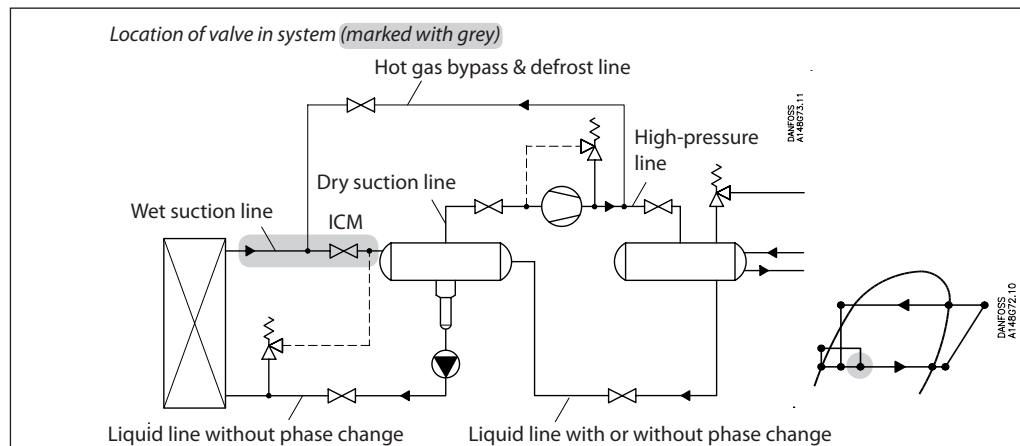 Location of valve in system (marked with grey)
Hot gas bypass & defrost line
DANFOSS
A148G73.11
High-pressure
line
Dry suction line
Wet suction line
ICM
DANFOSS
A148G72.10
Liquid line without phase change
Liquid line with or without phase change